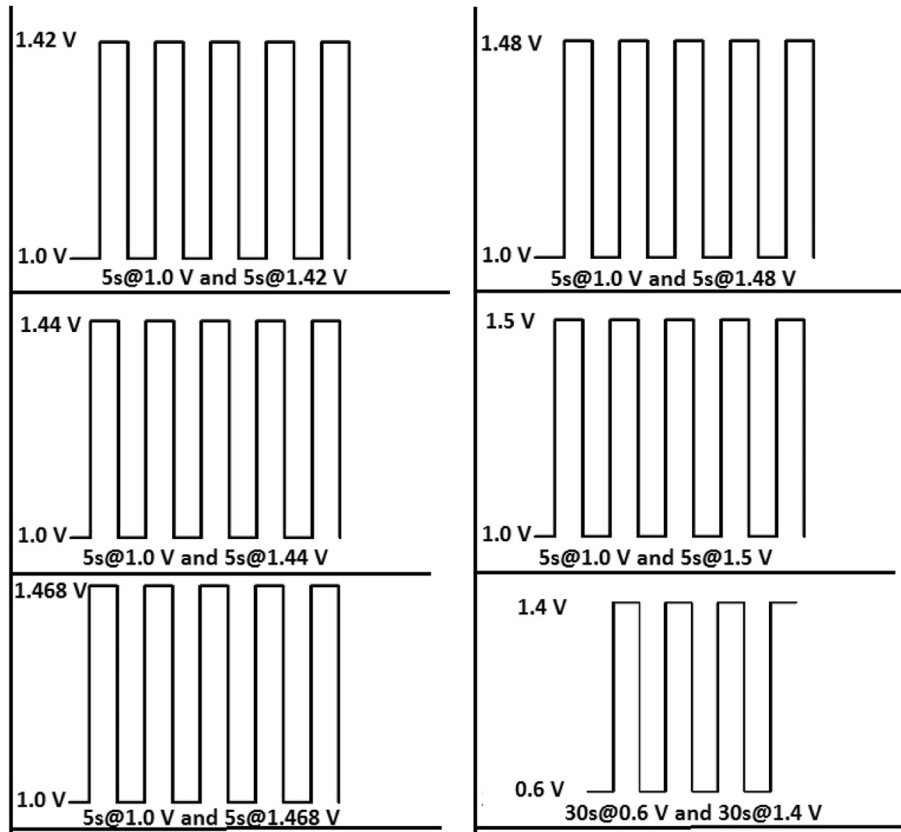 1.42 V
1.0 V
5s@1.0 V and 5s@1.42 V
1.48 V
1.0 V
5s@1.0 V and 5s@1.48 V
1.44 V
1.0 V
5s@1.0 V and 5s@1.44 V
1.5 V
1.0 V
5s@1.0 V and 5s@1.5 V
1.468 V
1.0 V
5s@1.0 V and 5s@1.468 V
1.4 V
0.6 V
30s@0.6 V and 30s@1.4 V